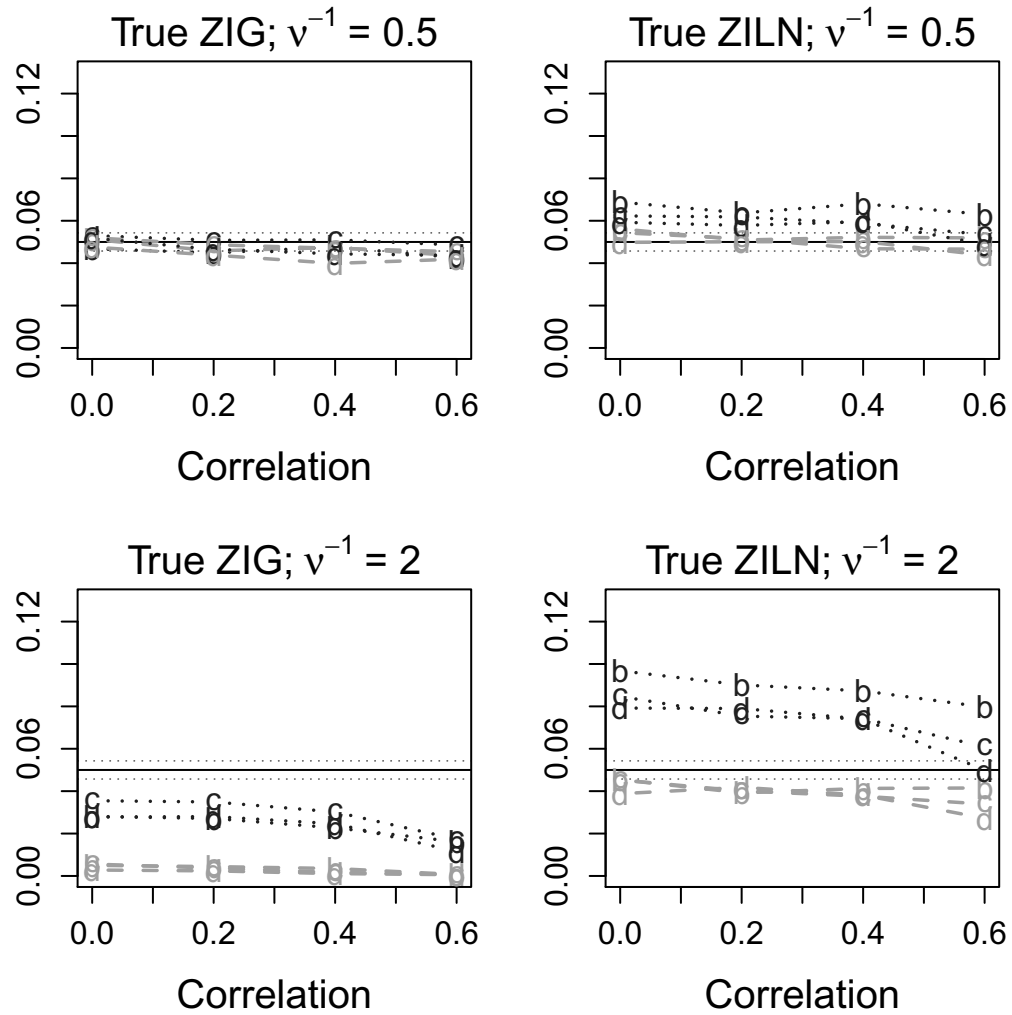 True ZIG; ν⁻¹ = 0.5
0.12
0.06
0.00
0.0 0.2 0.4 0.6
Correlation
True ZILN; ν⁻¹ = 0.5
0.12
0.06
0.00
0.0 0.2 0.4 0.6
Correlation
True ZIG; ν⁻¹ = 2
0.12
0.06
0.00
c c c
0.0 0.2 0.4 0.6
Correlation
True ZILN; ν⁻¹ = 2
0.12
0.06
0.00
b b b b
c c
d d d
0.0 0.2 0.4 0.6
Correlation